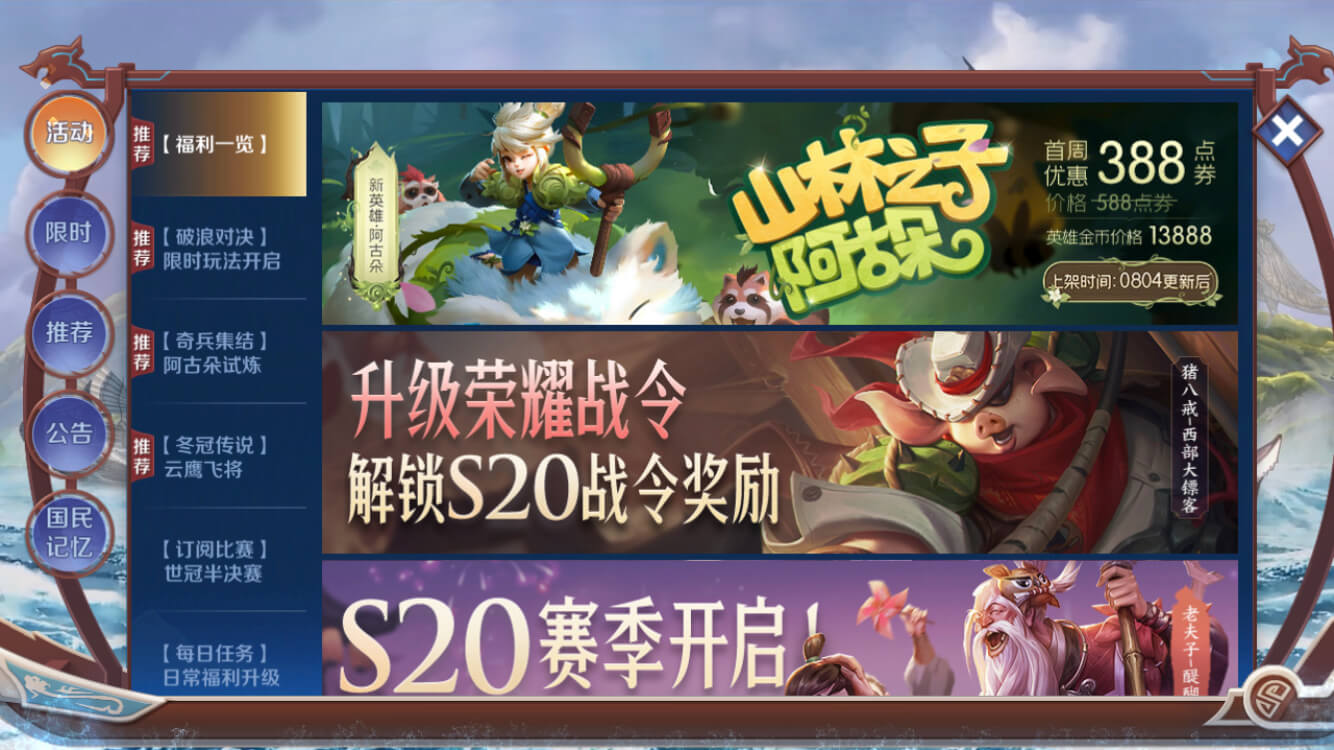 活动
限时
推荐
公告
国民
记忆
推荐
【福利一览】
推荐
【破浪对决】
限时玩法开启
推荐
【奇兵集结】
阿古朵试炼
推荐
【冬冠传说】
云鹰飞将
【订阅比赛】
世冠半决赛
【每日任务】
日常福利升级
新英雄·阿古朵
山林之子
阿古朵
首周优惠 388 点券
价格 588点券
英雄金币价格 13888
上架时间:0804更新后
升级荣耀战令
解锁S20战令奖励
猪八戒-西部大镖客
S20赛季开启!
老夫子-醍醐